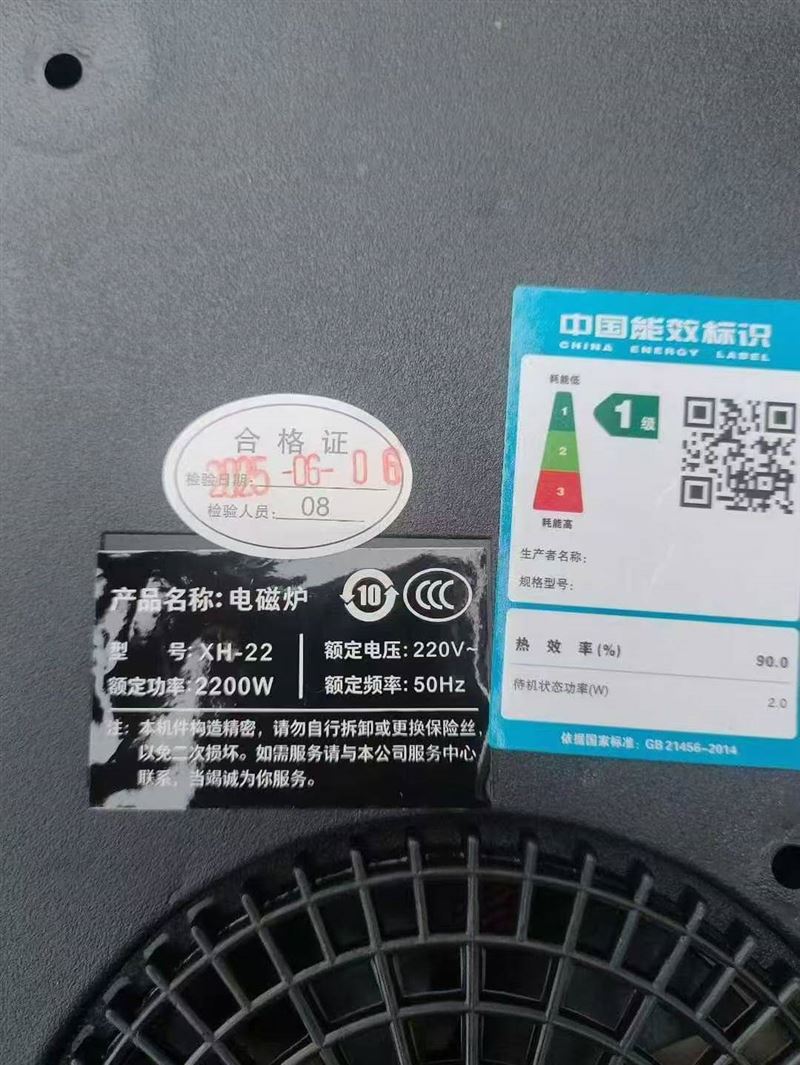 中国能效标识
CHINA ENERGY LABEL
耗能低
1
2
3
耗能高
1级
生产者名称:
规格型号:
热效率(%)
90.0
待机状态功率(W)
2.0
依据国家标准: GB 21456-2014
合格证
检验日期: 2025-06-06
检验人员: 08
产品名称: 电磁炉
10
CCC
型号: XH-22
额定电压: 220V~
额定功率: 2200W
额定频率: 50Hz
注: 本机件构造精密, 请勿自行拆卸或更换保险丝,
以免二次损坏。如需服务请与本公司服务中心
联系, 当竭诚为你服务。